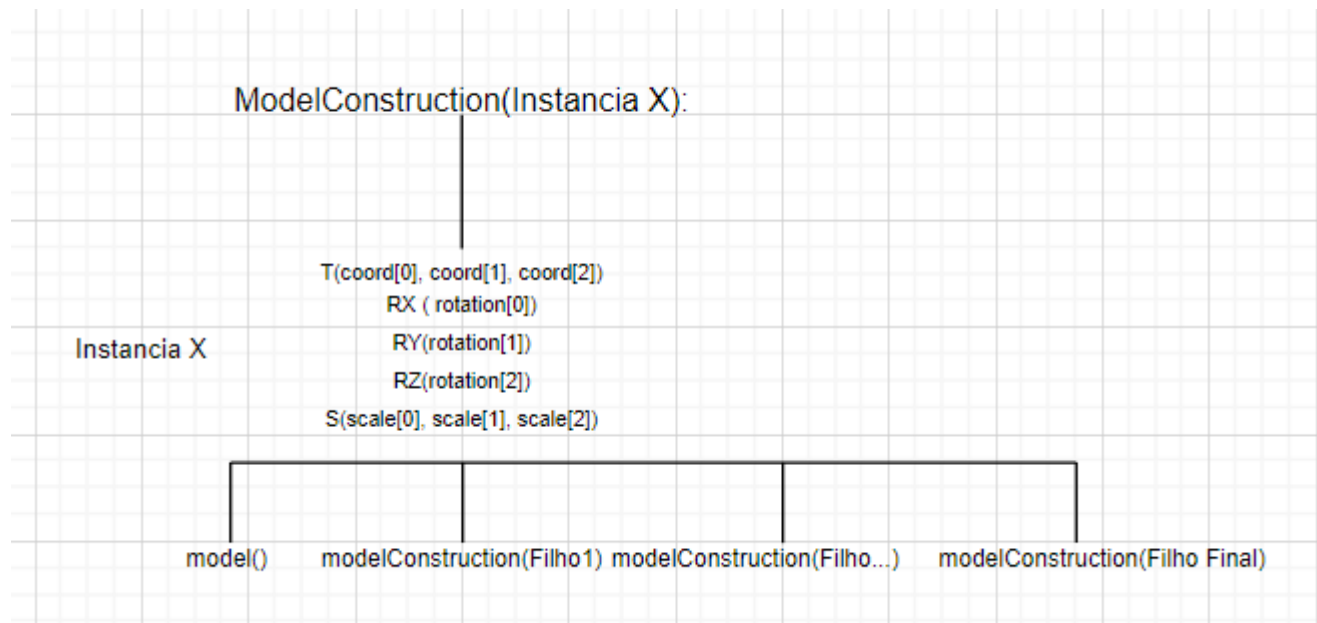 ModelConstruction(Instancia X):
T(coord[0], coord[1], coord[2])
RX ( rotation[0])
Instancia X
RY(rotation[1])
RZ(rotation[2])
S(scale[0], scale[1], scale[2])
model()
modelConstruction(Filho1)
modelConstruction(Filho...)
modelConstruction(Filho Final)